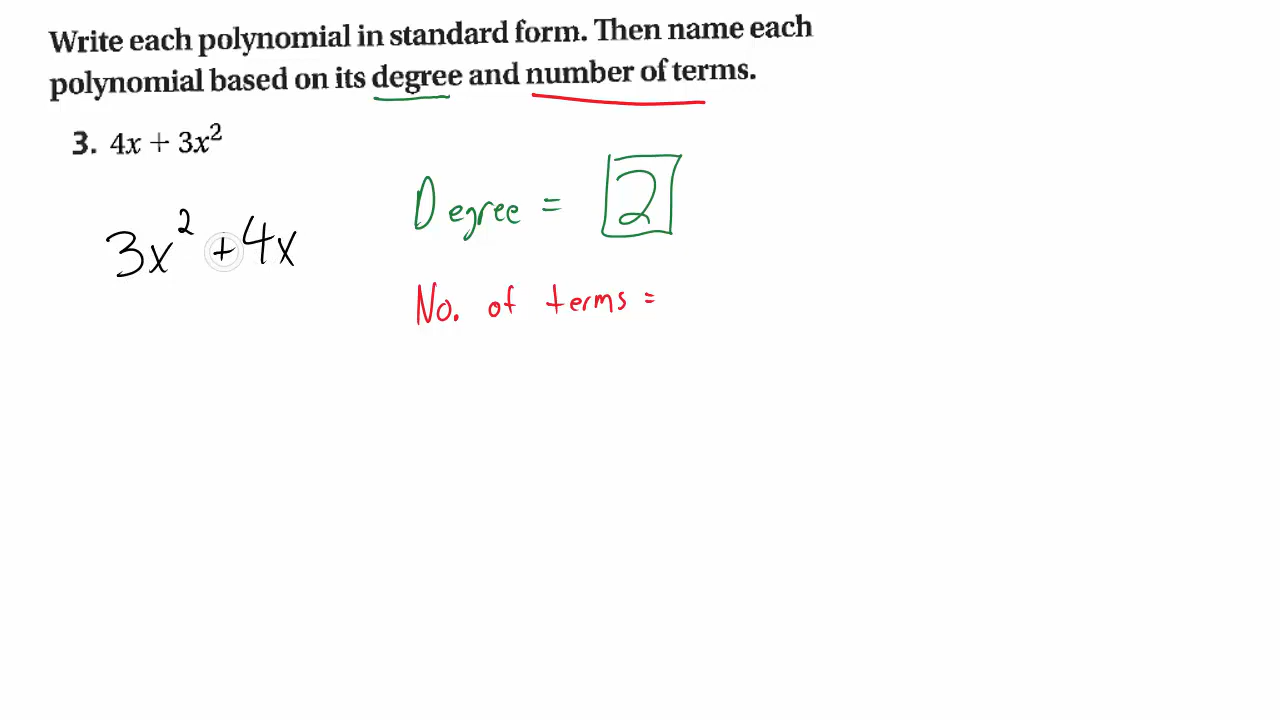 Write each polynomial in standard form. Then name each
polynomial based on its degree and number of terms.
3. 4x + 3x²
Degree = 2
3x² + 4x
No. of terms =